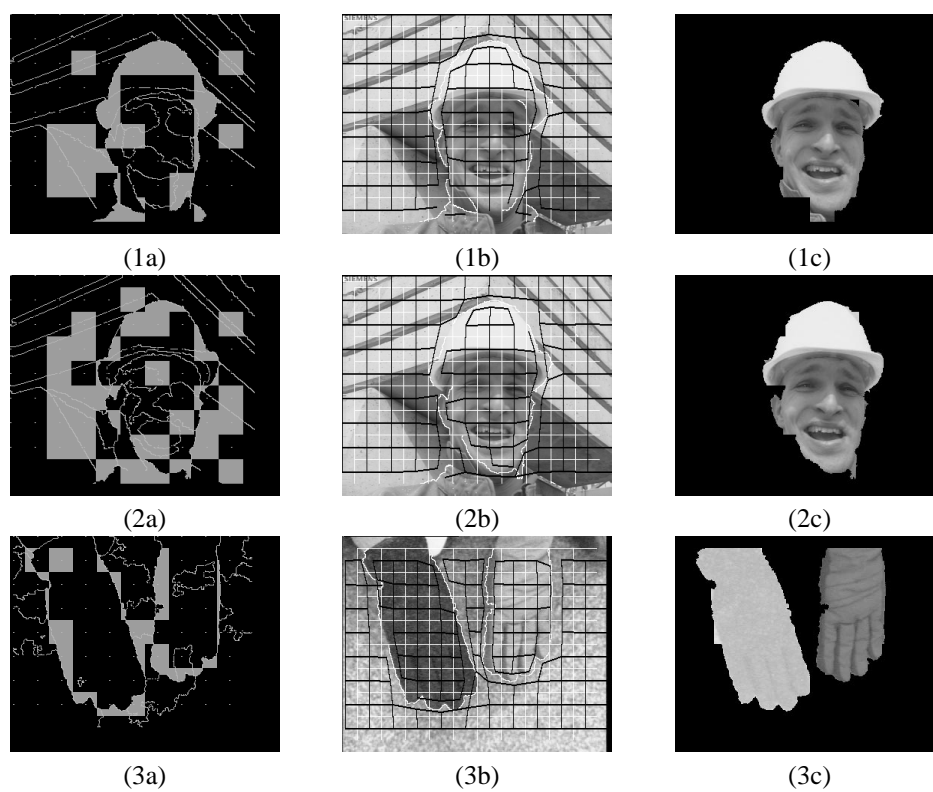 SIEMENS
(1a) (1b) (1c)
SIEMENS
(2a) (2b) (2c)
(3a) (3b) (3c)